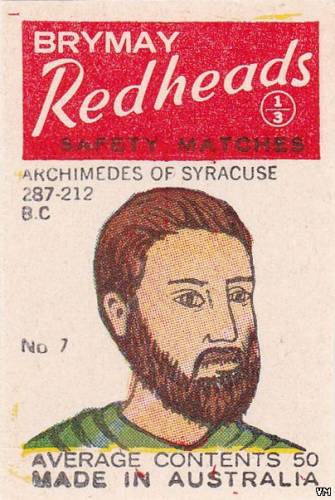 BRYMAY
Redheads
1/3
SAFETY MATCHES
ARCHIMEDES OF SYRACUSE
287-212
B.C
No 7
AVERAGE CONTENTS 50
MADE IN AUSTRALIA
VM